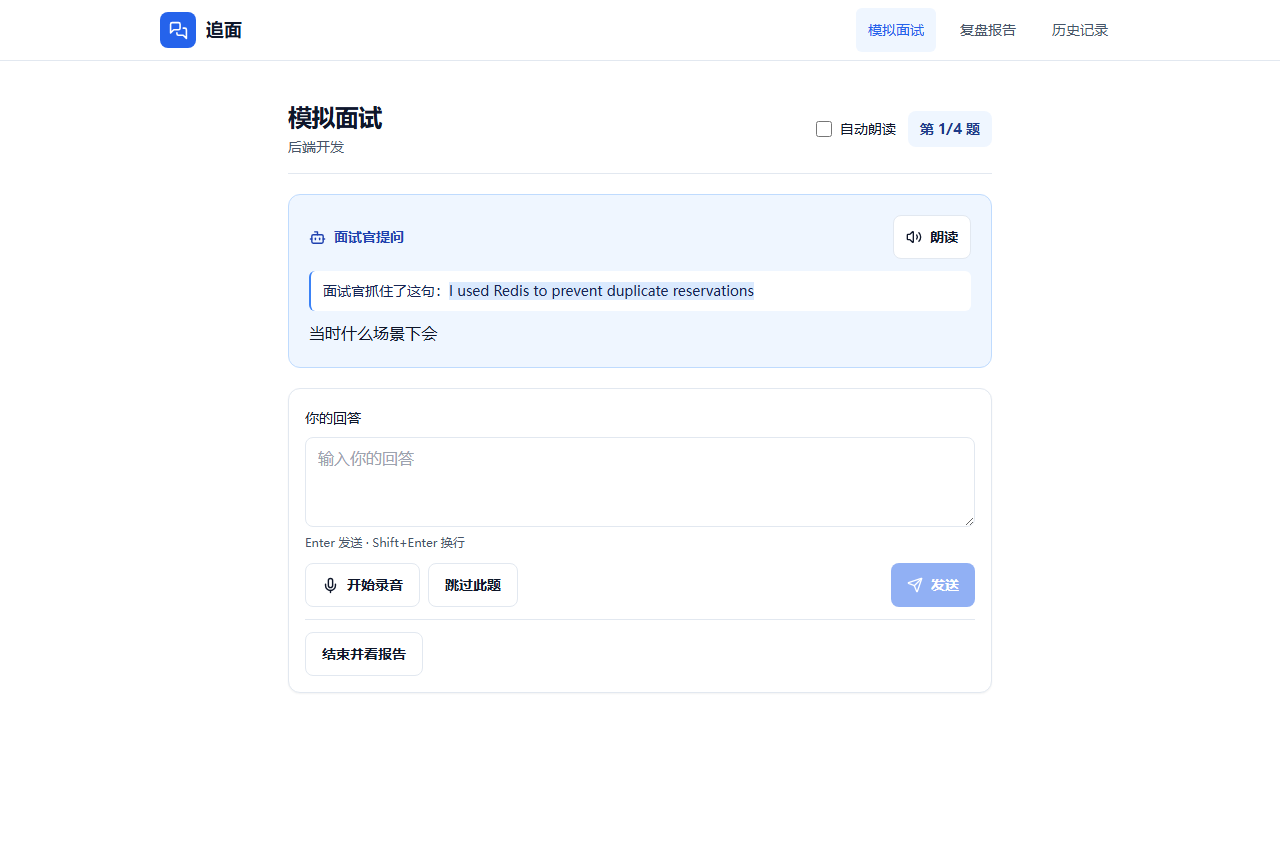 追面
模拟面试
复盘报告
历史记录
模拟面试
后端开发
自动朗读
第 1/4 题
面试官提问
朗读
面试官抓住了这句：I used Redis to prevent duplicate reservations
当时什么场景下会
你的回答
输入你的回答
Enter 发送 · Shift+Enter 换行
开始录音
跳过此题
发送
结束并看报告